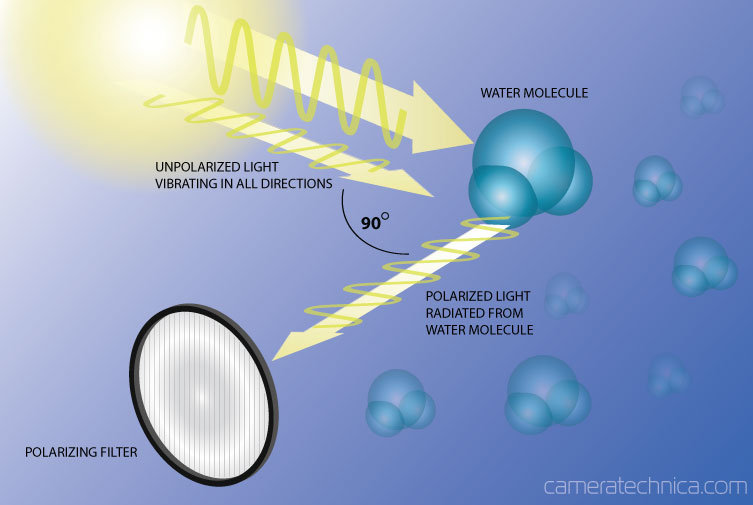 WATER MOLECULE
UNPOLARIZED LIGHT
VIBRATING IN ALL DIRECTIONS
90°
POLARIZED LIGHT
RADIATED FROM
WATER MOLECULE
POLARIZING FILTER
cameratechnica.com